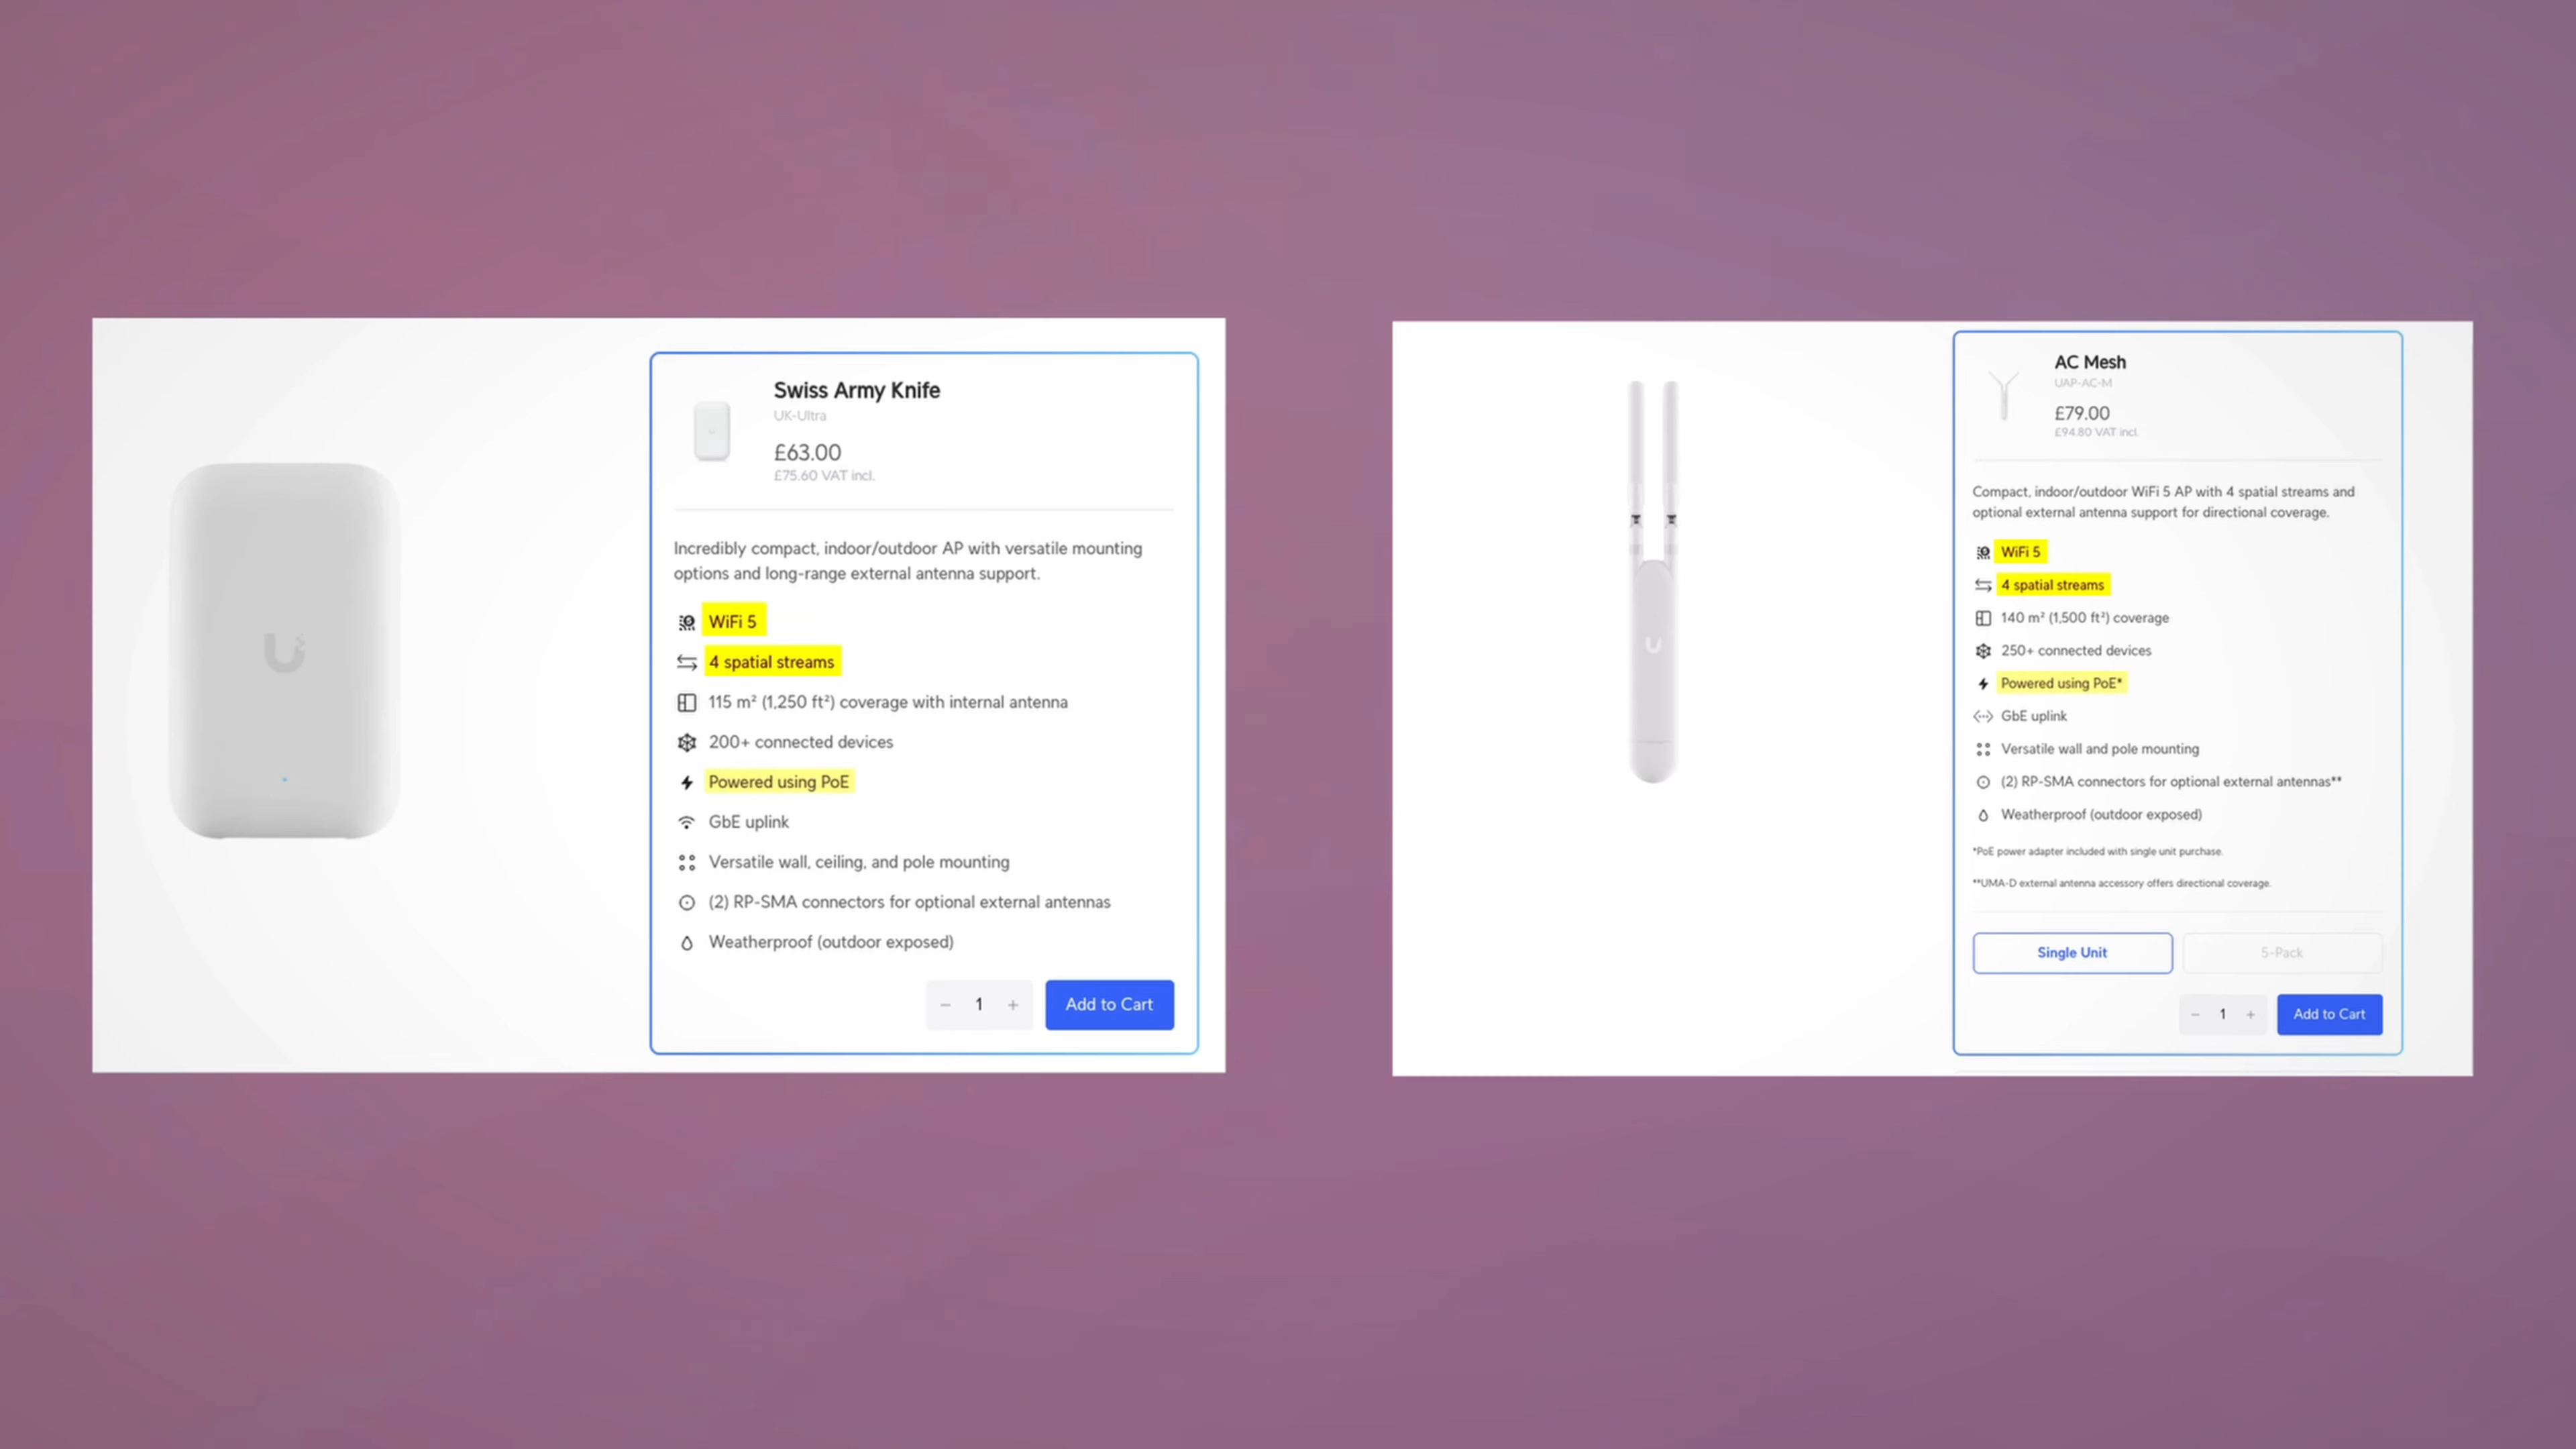 Swiss Army Knife
UK-Ultra
£63.00
£75.60 VAT incl.
Incredibly compact, indoor/outdoor AP with versatile mounting
options and long-range external antenna support.
WiFi 5
4 spatial streams
115 m² (1,250 ft²) coverage with internal antenna
200+ connected devices
Powered using PoE
GbE uplink
Versatile wall, ceiling, and pole mounting
(2) RP-SMA connectors for optional external antennas
Weatherproof (outdoor exposed)
− 1 + Add to Cart
AC Mesh
UAP-AC-M
£79.00
£94.80 VAT incl.
Compact, indoor/outdoor WiFi 5 AP with 4 spatial streams and
optional external antenna support for directional coverage.
WiFi 5
4 spatial streams
140 m² (1,500 ft²) coverage
250+ connected devices
Powered using PoE*
GbE uplink
Versatile wall and pole mounting
(2) RP-SMA connectors for optional external antennas**
Weatherproof (outdoor exposed)
*PoE power adapter included with single unit purchase.
**UMA-D external antenna accessory offers directional coverage.
Single Unit 5-Pack
− 1 + Add to Cart